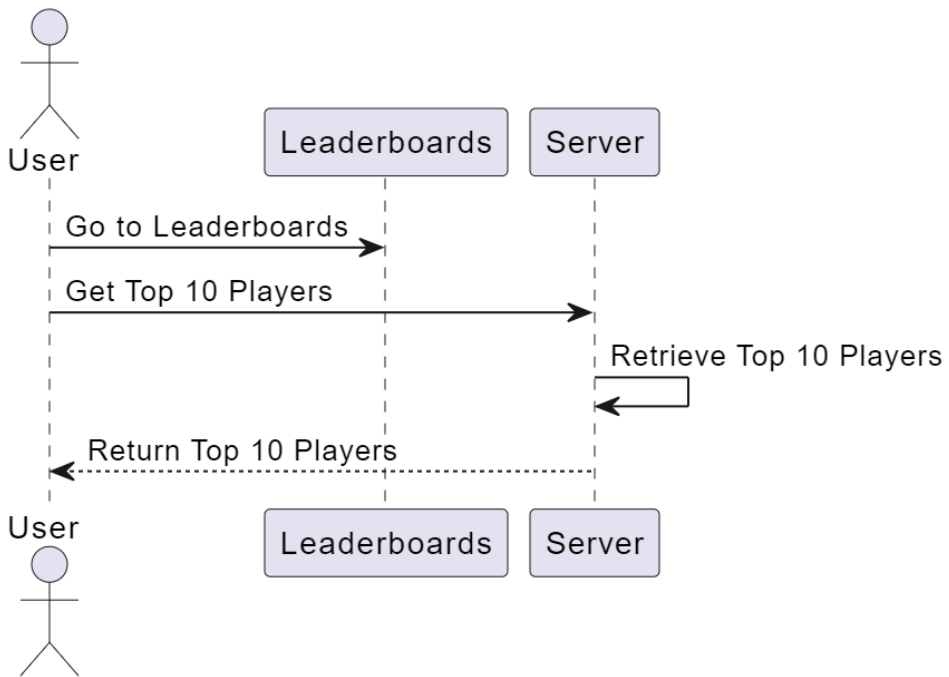 User
Leaderboards
Server
Go to Leaderboards
Get Top 10 Players
Retrieve Top 10 Players
Return Top 10 Players
User
Leaderboards
Server